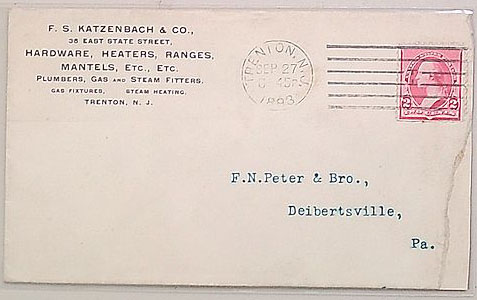 F. S. KATZENBACH & CO.,
35 EAST STATE STREET,
HARDWARE, HEATERS, RANGES,
MANTELS, ETC., ETC.
PLUMBERS, GAS AND STEAM FITTERS.
GAS FIXTURES, STEAM HEATING.
TRENTON, N. J.
TRENTON, N.J.
SEP 27
1893
2 2
F.N.Peter & Bro.,
Deibertsville,
Pa.